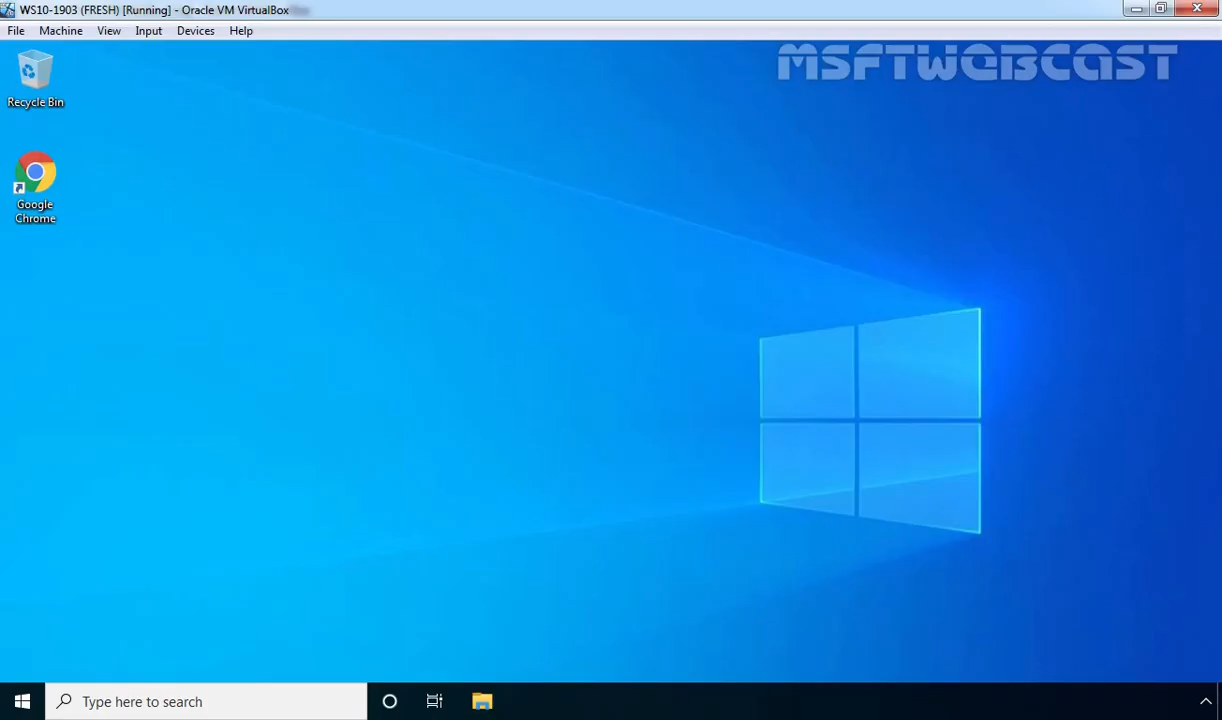 WS10-1903 (FRESH) [Running] - Oracle VM VirtualBox
File Machine View Input Devices Help
MSFTWEBCAST
Recycle Bin
Google
Chrome
Type here to search